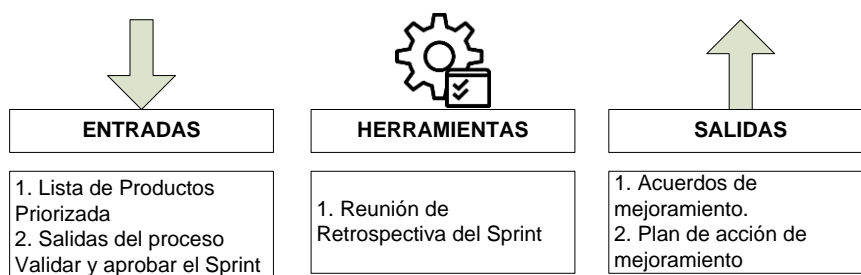 ENTRADAS
HERRAMIENTAS
SALIDAS
1. Lista de Productos
Priorizada
2. Salidas del proceso
Validar y aprobar el Sprint
1. Reunión de
Retrospectiva del Sprint
1. Acuerdos de
mejoramiento.
2. Plan de acción de
mejoramiento